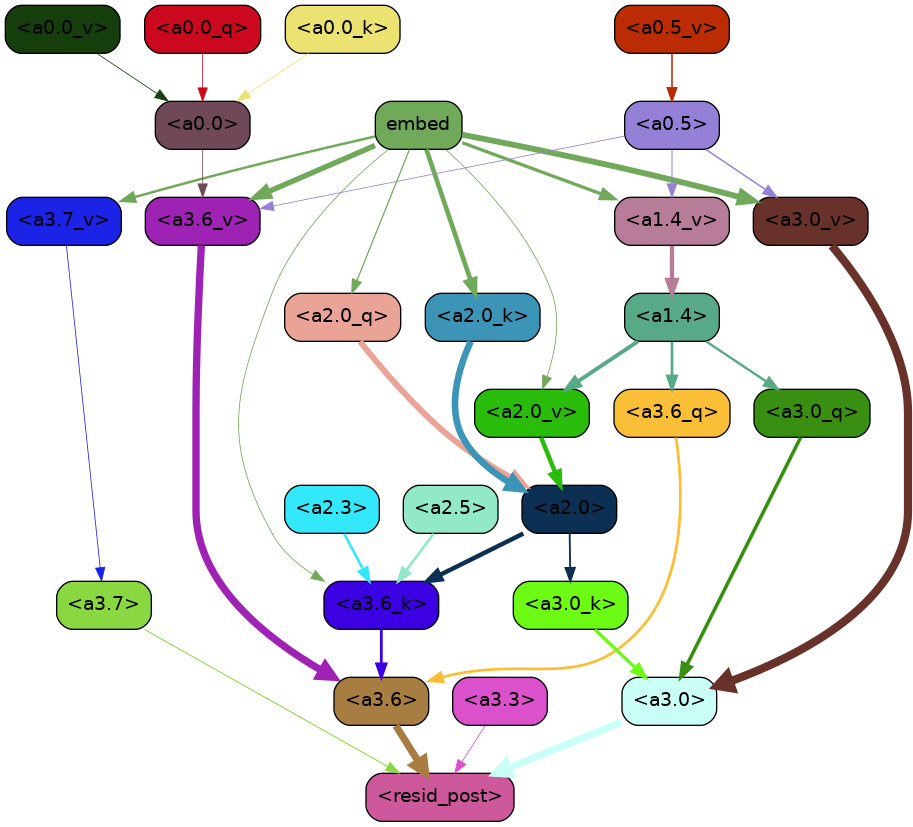 <a0.0_v> <a0.0_q> <a0.0_k> <a0.5_v>
<a0.0> embed <a0.5>
<a3.7_v> <a3.6_v> <a1.4_v> <a3.0_v>
<a2.0_q> <a2.0_k> <a1.4>
<a2.0_v> <a3.6_q> <a3.0_q>
<a2.3> <a2.5> <a2.0>
<a3.7> <a3.6_k> <a3.0_k>
<a3.6> <a3.3> <a3.0>
<resid_post>